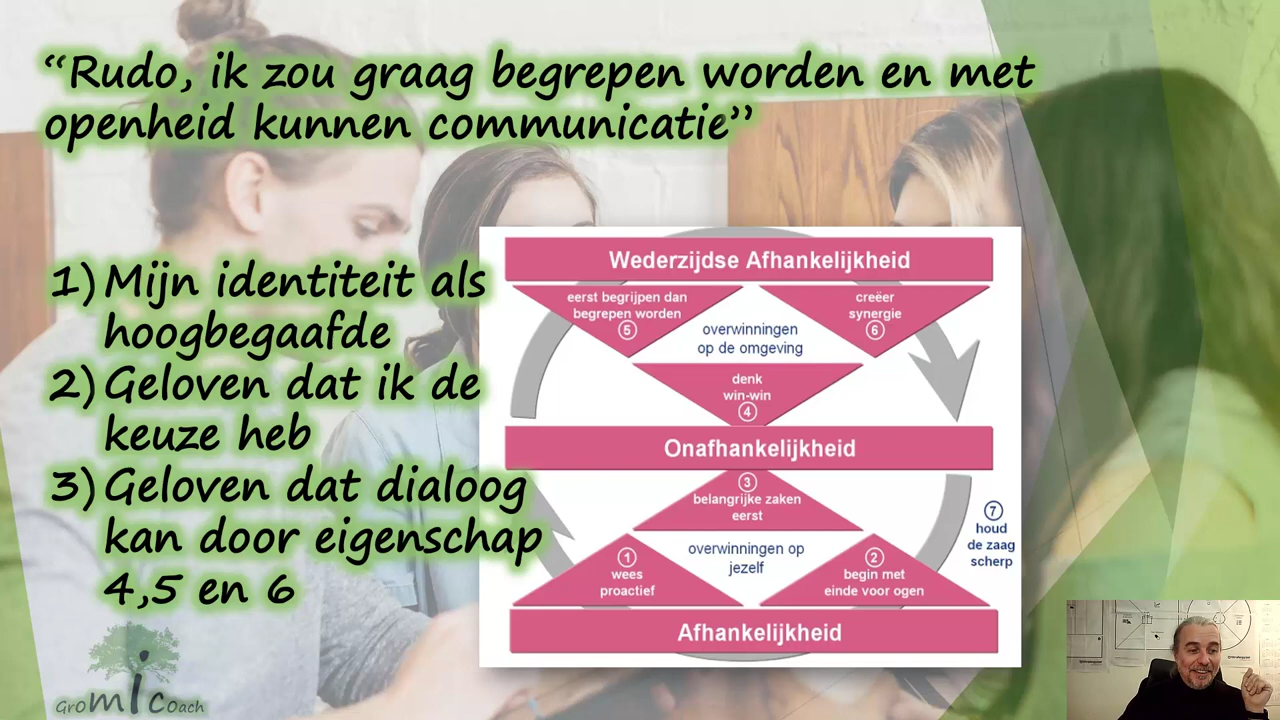 “Rudo, ik zou graag begrepen worden en met
openheid kunnen communicatie”
1) Mijn identiteit als
hoogbegaafde
2) Geloven dat ik de
keuze heb
3) Geloven dat dialoog
kan door eigenschap
4,5 en 6
Wederzijdse Afhankelijkheid
eerst begrijpen dan
begrepen worden
5
creëer
synergie
6
overwinningen
op de omgeving
denk
win-win
4
Onafhankelijkheid
3
belangrijke zaken
eerst
1
wees
proactief
overwinningen op
jezelf
2
begin met
einde voor ogen
7
houd
de zaag
scherp
Afhankelijkheid
GromiCoach